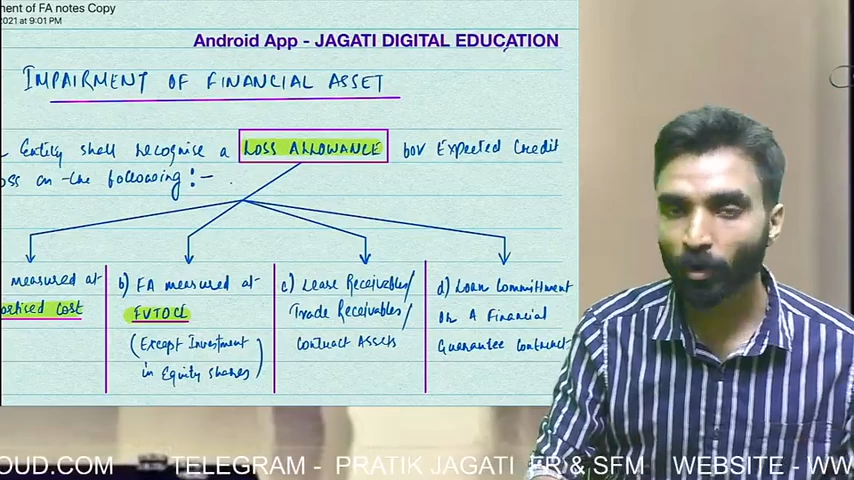 ment of FA notes Copy
2021 at 9:01 PM
Android App - JAGATI DIGITAL EDUCATION
IMPAIRMENT OF FINANCIAL ASSET
Entity shall recognise a LOSS ALLOWANCE for Expected Credit
oss on the following:-
measured at
ortised cost
b) FA measured at
FVTOCI
(Except Investment
in Equity shares)
c) Lease Receivables/
Trade Receivables/
Contract Assets
d) Loan Committment
On A Financial
Guarantee Contract
OUD.COM TELEGRAM - PRATIK JAGATI FR & SFM WEBSITE - WW